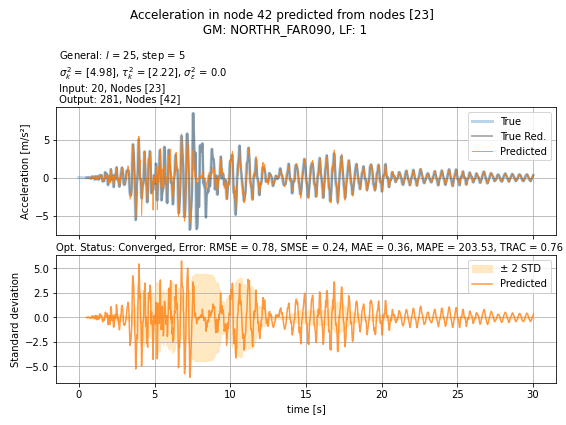 Acceleration in node 42 predicted from nodes [23]
GM: NORTHR_FAR090, LF: 1
General: l = 25, step = 5
σ²ₖ = [4.98], τ²ₖ = [2.22], σ²ε = 0.0
Input: 20, Nodes [23]
Output: 281, Nodes [42]
Acceleration [m/s²]
5
0
−5
True
True Red.
Predicted
Opt. Status: Converged, Error: RMSE = 0.78, SMSE = 0.24, MAE = 0.36, MAPE = 203.53, TRAC = 0.76
Standard deviation
5.0
2.5
0.0
−2.5
−5.0
± 2 STD
Predicted
0 5 10 15 20 25 30
time [s]